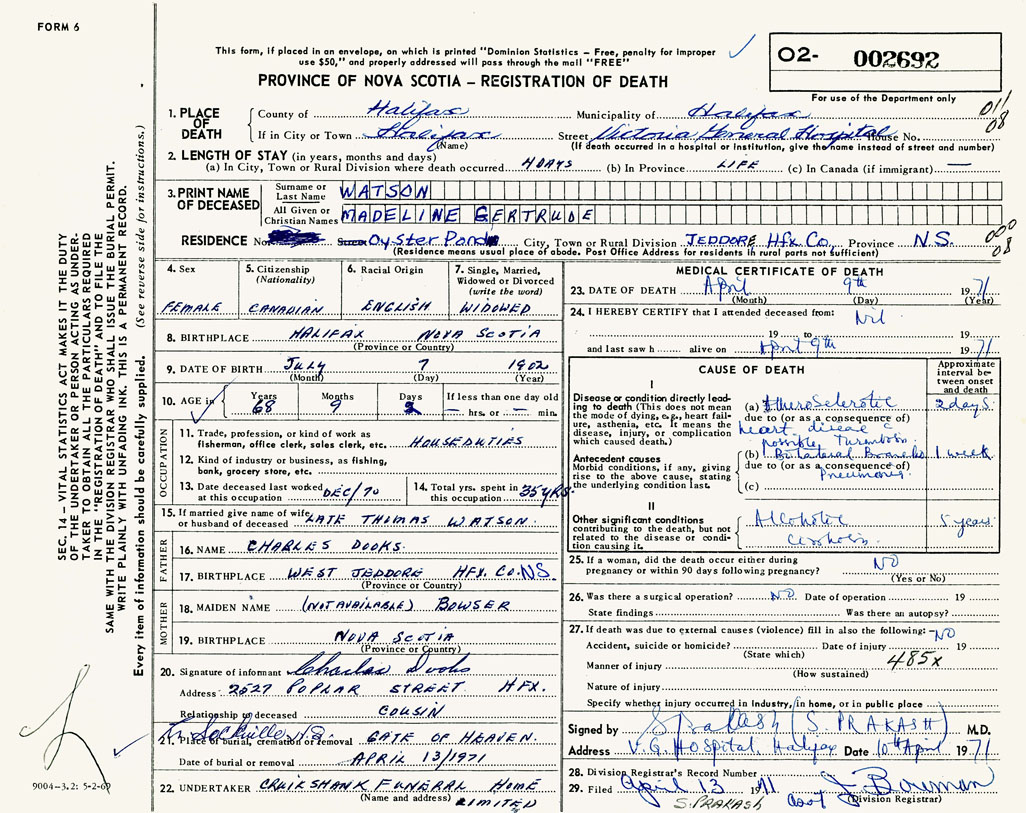 FORM 6
This form, if placed in an envelope, on which is printed "Dominion Statistics – Free, penalty for improper
use $50," and properly addressed will pass through the mail "FREE"
PROVINCE OF NOVA SCOTIA – REGISTRATION OF DEATH
02- 002692
For use of the Department only
011
08
SEC. 14 – VITAL STATISTICS ACT MAKES IT THE DUTY
OF THE UNDERTAKER OR PERSON ACTING AS UNDER-
TAKER TO OBTAIN ALL THE PARTICULARS REQUIRED
IN THE "REGISTRATION OF DEATH" AND TO FILE THE
SAME WITH THE DIVISION REGISTRAR WHO SHALL ISSUE THE BURIAL PERMIT.
WRITE PLAINLY WITH UNFADING INK. THIS IS A PERMANENT RECORD.
Every item of information should be carefully supplied. (See reverse side for instructions.)
1. PLACE OF DEATH
County of Halifax Municipality of Halifax
If in City or Town Halifax Street Victoria General Hospital House No.
(Name) (If death occurred in a hospital or institution, give the name instead of street and number)
2. LENGTH OF STAY (in years, months and days)
(a) In City, Town or Rural Division where death occurred 4 DAYS (b) In Province LIFE (c) In Canada (if immigrant) —
3. PRINT NAME OF DECEASED
Surname or Last Name WATSON
All Given or Christian Names MADELINE GERTRUDE
RESIDENCE No. Street Oyster Pond City, Town or Rural Division JEDDORE Hfx Co. Province N.S.
000
08
(Residence means usual place of abode. Post Office Address for residents in rural parts not sufficient)
4. Sex FEMALE
5. Citizenship (Nationality) CANADIAN
6. Racial Origin ENGLISH
7. Single, Married, Widowed or Divorced (write the word) WIDOWED
8. BIRTHPLACE HALIFAX NOVA SCOTIA
(Province or Country)
9. DATE OF BIRTH JULY 7 1902
(Month) (Day) (Year)
10. AGE in Years 68 Months 9 Days 2 If less than one day old — hrs. or — min.
OCCUPATION
11. Trade, profession, or kind of work as
fisherman, office clerk, sales clerk, etc. HOUSEDUTIES
12. Kind of industry or business, as fishing,
bank, grocery store, etc.
13. Date deceased last worked
at this occupation DEC/70
14. Total yrs. spent in
this occupation 35 YRS.
15. If married give name of wife
or husband of deceased LATE THOMAS WATSON
FATHER
16. NAME CHARLES DOOKS.
17. BIRTHPLACE WEST JEDDORE HFX. CO. N.S.
(Province or Country)
MOTHER
18. MAIDEN NAME (NOT AVAILABLE) BOWSER
19. BIRTHPLACE NOVA SCOTIA
(Province or Country)
20. Signature of informant Charles Dooks
Address 2527 POPLAR STREET HFX.
Relationship to deceased COUSIN
Sackville N.S.
21. Place of burial, cremation or removal GATE OF HEAVEN.
Date of burial or removal APRIL 13/1971
22. UNDERTAKER CRUIKSHANK FUNERAL HOME
(Name and address) LIMITED
9004-3.2: 5-2-69
MEDICAL CERTIFICATE OF DEATH
23. DATE OF DEATH April 9th 1971
(Month) (Day) (Year)
24. I HEREBY CERTIFY that I attended deceased from: Nil
19 to 19
and last saw h alive on April 9th 1971
CAUSE OF DEATH
Approximate interval between onset and death
I
Disease or condition directly leading to death (This does not mean the mode of dying, e.g., heart failure, asthenia, etc. It means the disease, injury, or complication which caused death.)
(a) Atherosclerotic 2 days
due to (or as a consequence of)
heart disease c
possible Thrombosis
Antecedent causes
Morbid conditions, if any, giving rise to the above cause, stating the underlying condition last.
(b) Bilateral Broncho 1 week
due to (or as a consequence of)
Pneumonia
(c)
II
Other significant conditions
contributing to the death, but not related to the disease or condition causing it.
Alcoholic 5 years
Cirrhosis
25. If a woman, did the death occur either during
pregnancy or within 90 days following pregnancy? NO
(Yes or No)
26. Was there a surgical operation? NO Date of operation 19
State findings Was there an autopsy?
27. If death was due to external causes (violence) fill in also the following: NO
Accident, suicide or homicide? Date of injury 19
(State which) 485X
Manner of injury
(How sustained)
Nature of injury
Specify whether injury occurred in Industry, in home, or in public place
Signed by S Prakash (S. PRAKASH) M.D.
Address V.G. Hospital, Halifax Date 10th April 1971
28. Division Registrar's Record Number
29. Filed April 13 1971 J. Bowman
S. PRAKASH (Division Registrar)